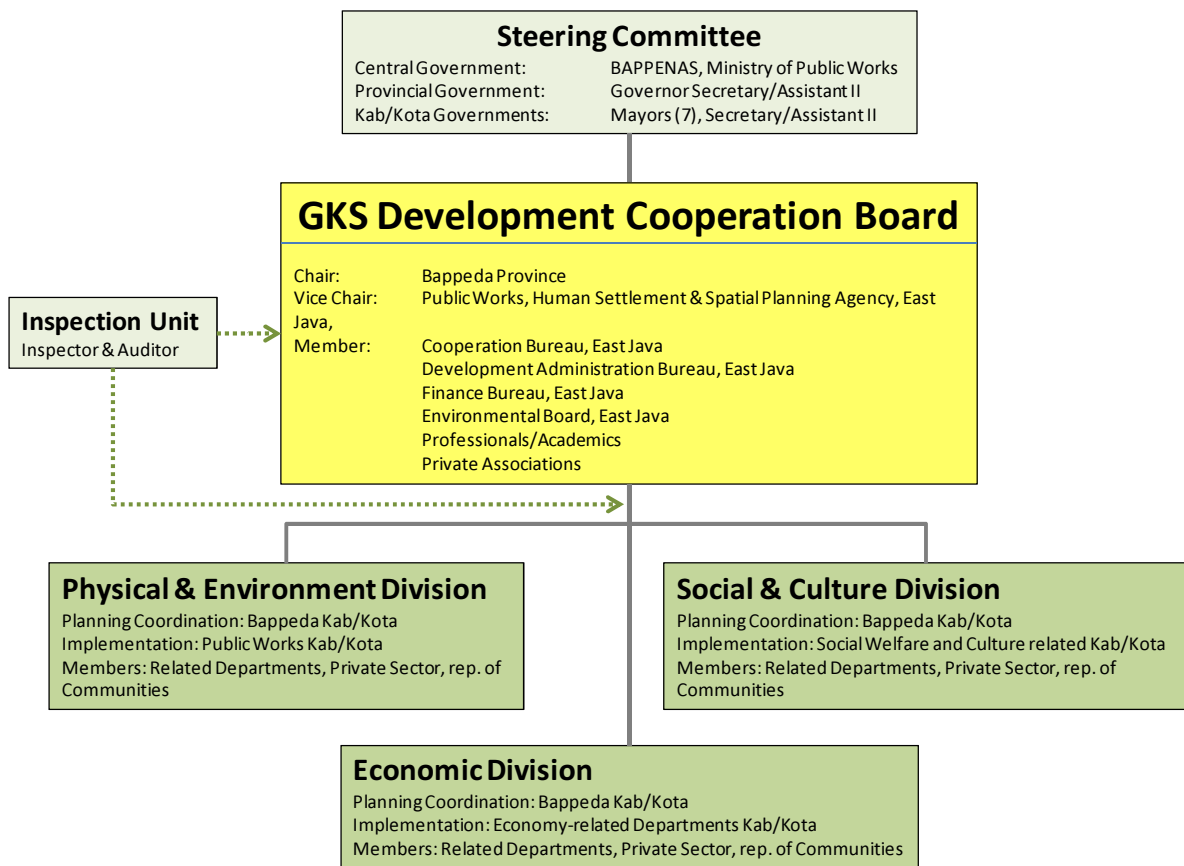 Steering Committee
Central Government: BAPPENAS, Ministry of Public Works
Provincial Government: Governor Secretary/Assistant II
Kab/Kota Governments: Mayors (7), Secretary/Assistant II
GKS Development Cooperation Board
Chair: Bappeda Province
Vice Chair: Public Works, Human Settlement & Spatial Planning Agency, East
Java,
Member: Cooperation Bureau, East Java
Development Administration Bureau, East Java
Finance Bureau, East Java
Environmental Board, East Java
Professionals/Academics
Private Associations
Inspection Unit
Inspector & Auditor
Physical & Environment Division
Planning Coordination: Bappeda Kab/Kota
Implementation: Public Works Kab/Kota
Members: Related Departments, Private Sector, rep. of
Communities
Social & Culture Division
Planning Coordination: Bappeda Kab/Kota
Implementation: Social Welfare and Culture related Kab/Kota
Members: Related Departments, Private Sector, rep. of
Communities
Economic Division
Planning Coordination: Bappeda Kab/Kota
Implementation: Economy-related Departments Kab/Kota
Members: Related Departments, Private Sector, rep. of Communities